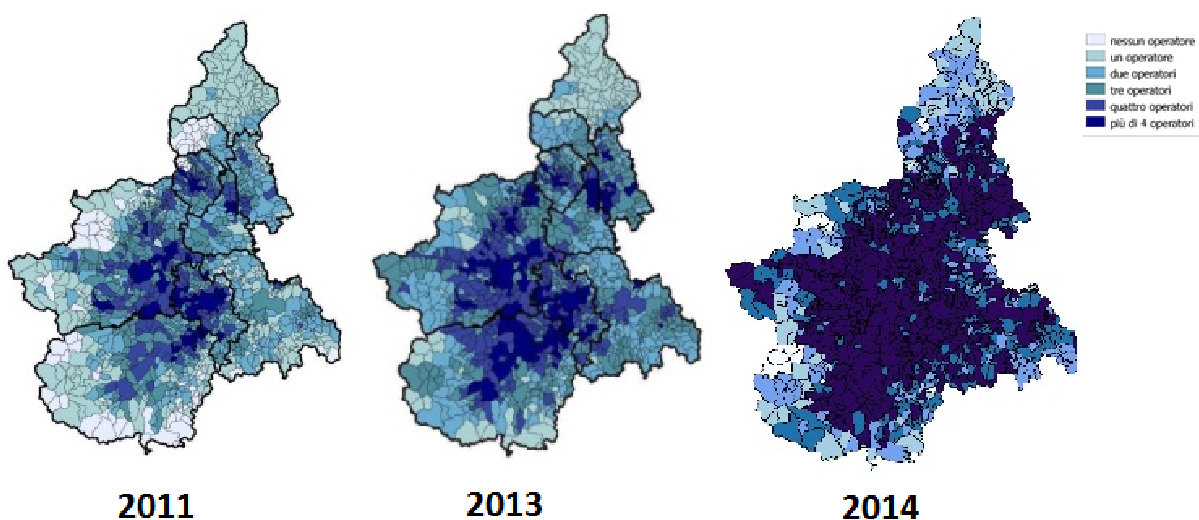 nessun operatore
un operatore
due operatori
tre operatori
quattro operatori
più di 4 operatori
2011
2013
2014